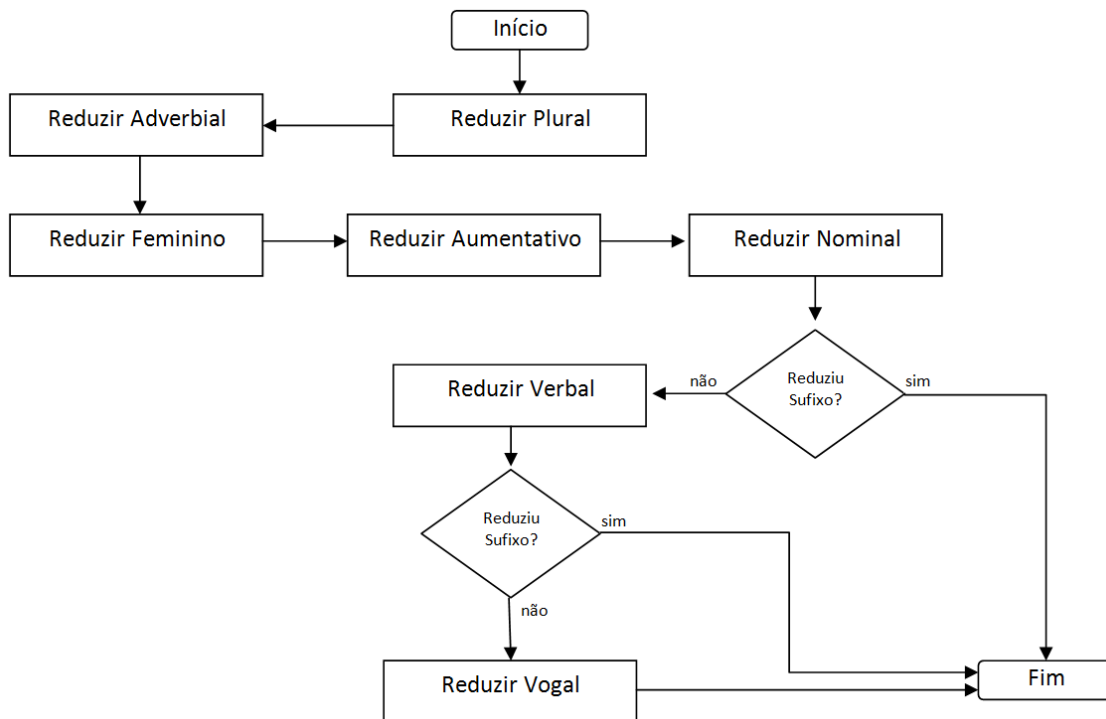 Início
Reduzir Plural
Reduzir Adverbial
Reduzir Feminino
Reduzir Aumentativo
Reduzir Nominal
Reduziu
Sufixo?
não
sim
Reduzir Verbal
Reduziu
Sufixo?
sim
não
Reduzir Vogal
Fim